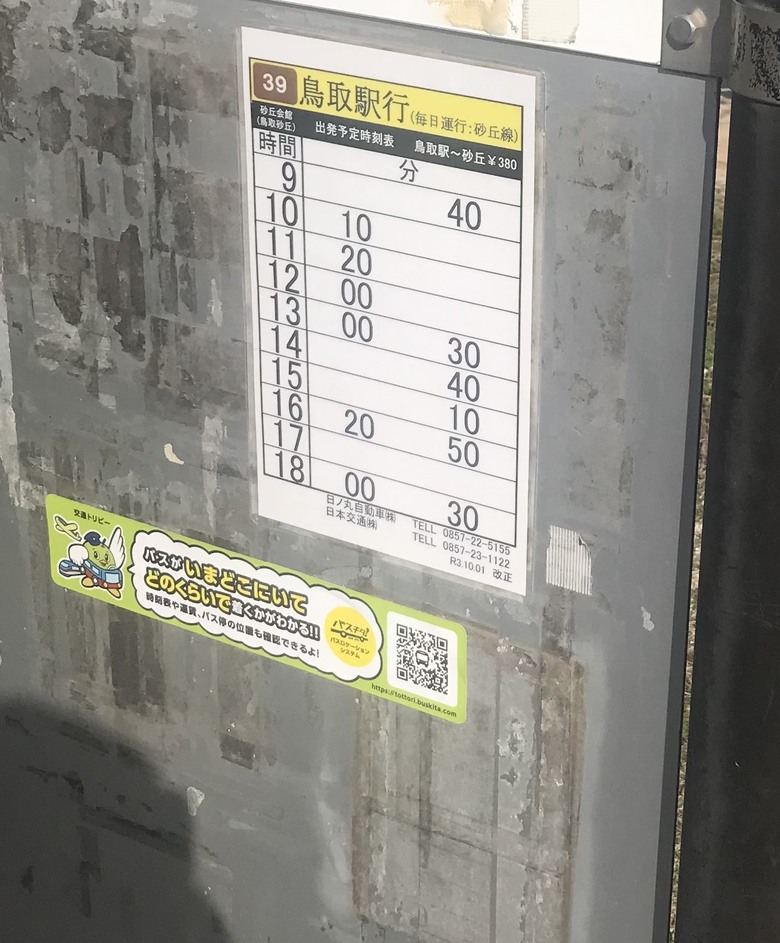 39 鳥取駅行(毎日運行:砂丘線)
砂丘会館
(鳥取砂丘) 出発予定時刻表 鳥取駅～砂丘¥380
時間 分
9 40
10 10
11 20
12 00
13 00 30
14 40
15 10
16 20 50
17
18 00 30
日ノ丸自動車㈱ TELL 0857-22-5155
日本交通㈱ TELL 0857-23-1122
R3.10.01 改正
交通トリピー
バスがいまどこにいて
どのくらいで着くかがわかる!!
時刻表や運賃、バス停の位置も確認できるよ!
バスキタ!
バスロケーション
システム
https://tottori.buskita.com